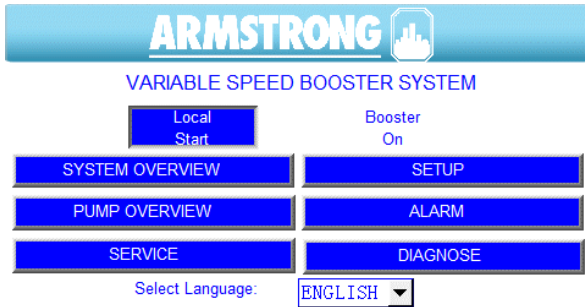 ARMSTRONG
VARIABLE SPEED BOOSTER SYSTEM
Local
Start
Booster
On
SYSTEM OVERVIEW
SETUP
PUMP OVERVIEW
ALARM
SERVICE
DIAGNOSE
Select Language:
ENGLISH